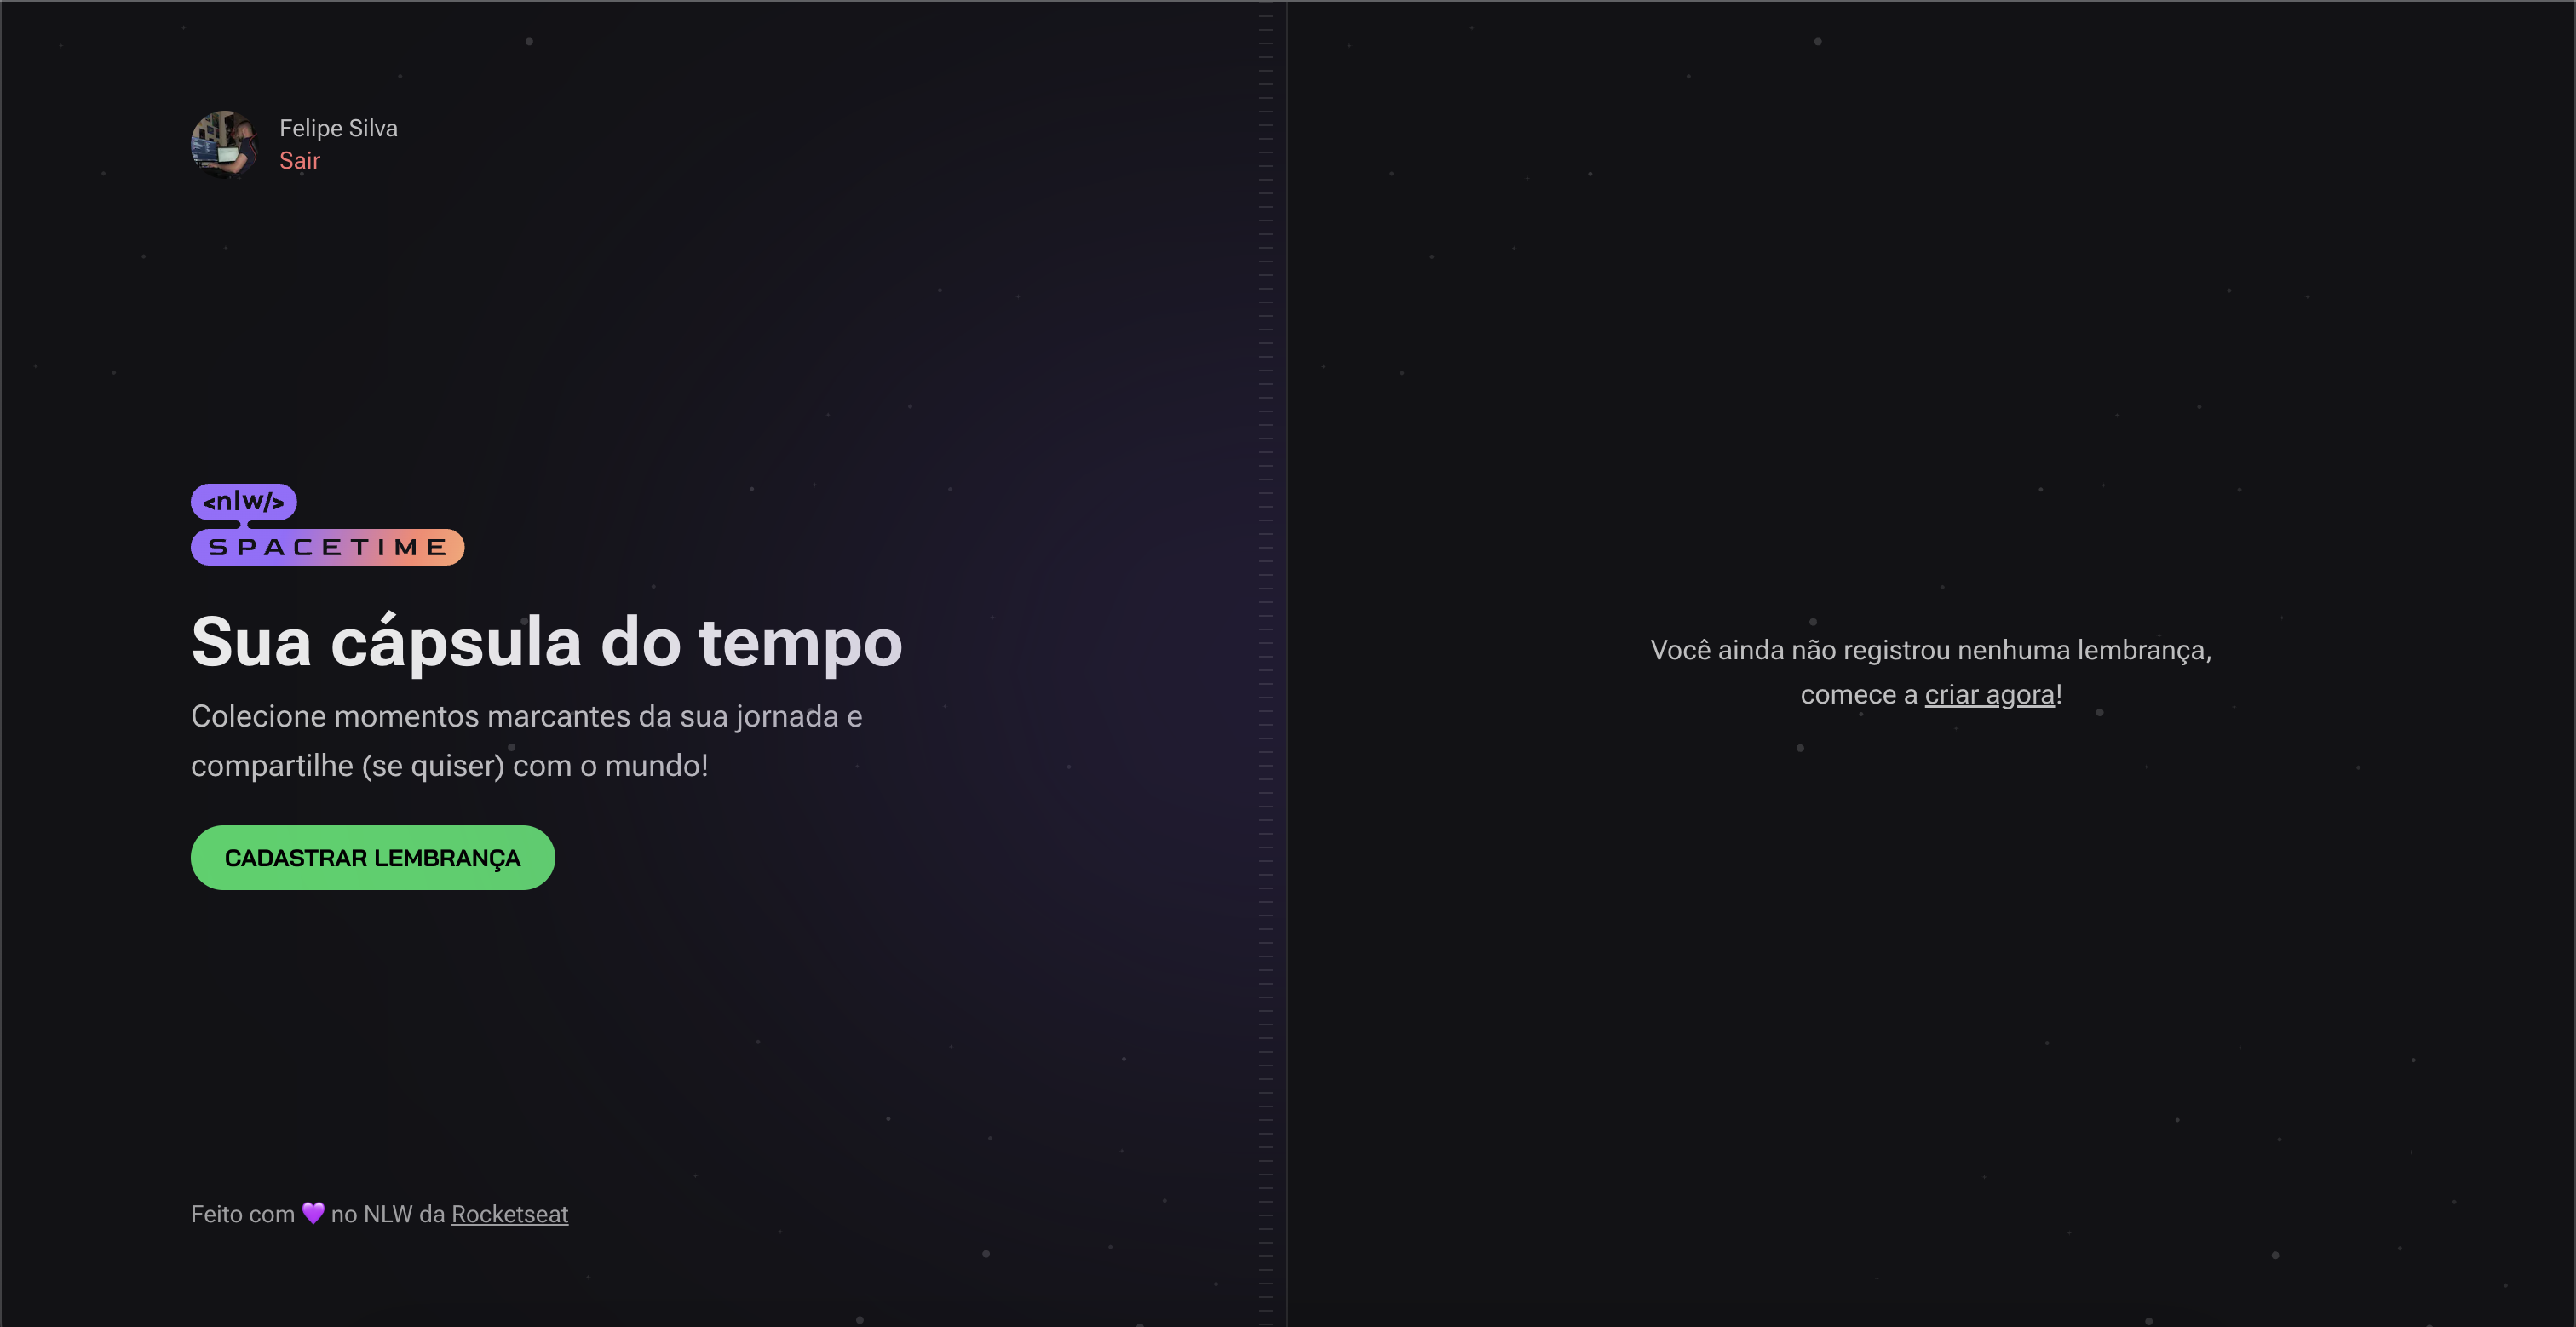 Felipe Silva
Sair
<nlw/>
SPACETIME
Sua cápsula do tempo
Colecione momentos marcantes da sua jornada e
compartilhe (se quiser) com o mundo!
CADASTRAR LEMBRANÇA
Feito com 💜 no NLW da Rocketseat
Você ainda não registrou nenhuma lembrança,
comece a criar agora!